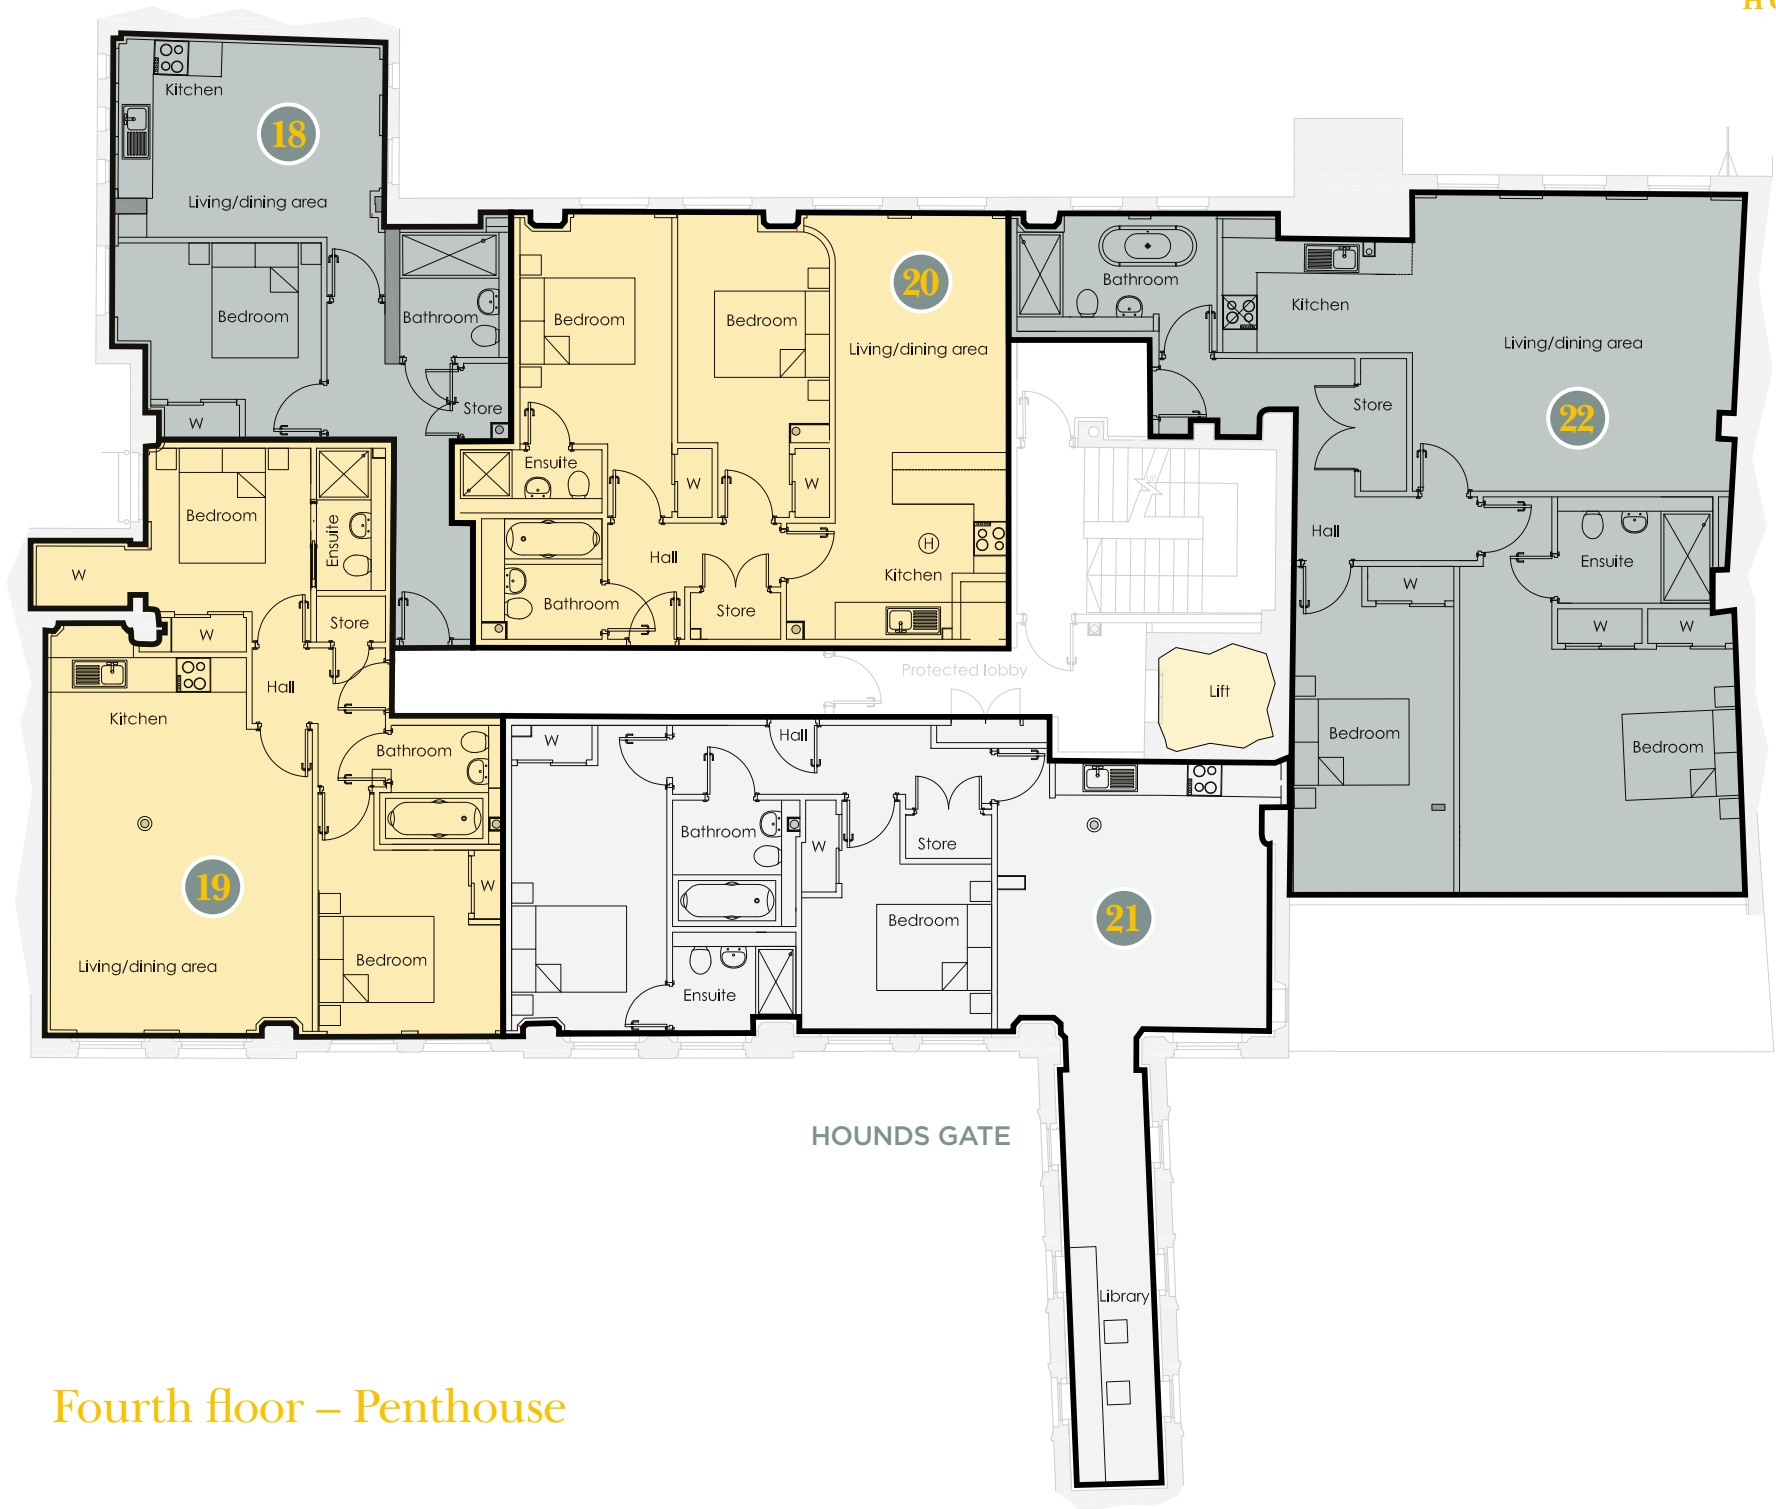 Kitchen
18
Living/dining area
Bedroom
Bathroom
Store
W
Bedroom
Bedroom
20
Living/dining area
Ensuite
W
W
Hall
H
Kitchen
Bathroom
Store
Bathroom
Kitchen
Living/dining area
Store
22
Hall
Ensuite
W
W
W
Bedroom
Bedroom
Bedroom
Ensuite
W
Store
W
Hall
Kitchen
Bathroom
19
W
Living/dining area
Bedroom
Protected lobby
Lift
UP
W
Hall
Bathroom
W
Store
Bedroom
21
Ensuite
HOUNDS GATE
Library
Fourth floor – Penthouse